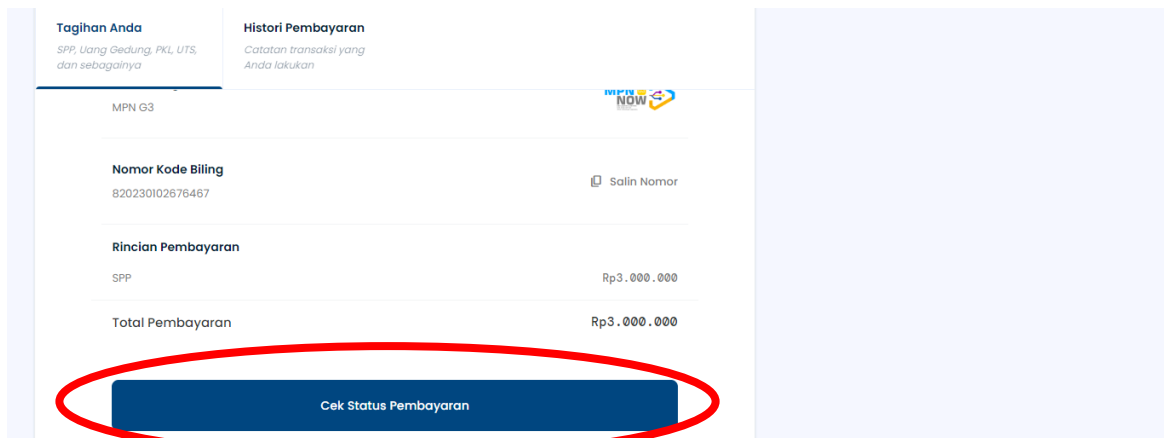 Tagihan Anda
SPP, Uang Gedung, PKL, UTS,
dan sebagainya
Histori Pembayaran
Catatan transaksi yang
Anda lakukan
MPN G3
MPN
NOW
Nomor Kode Biling
820230102676467
Salin Nomor
Rincian Pembayaran
SPP Rp3.000.000
Total Pembayaran Rp3.000.000
Cek Status Pembayaran